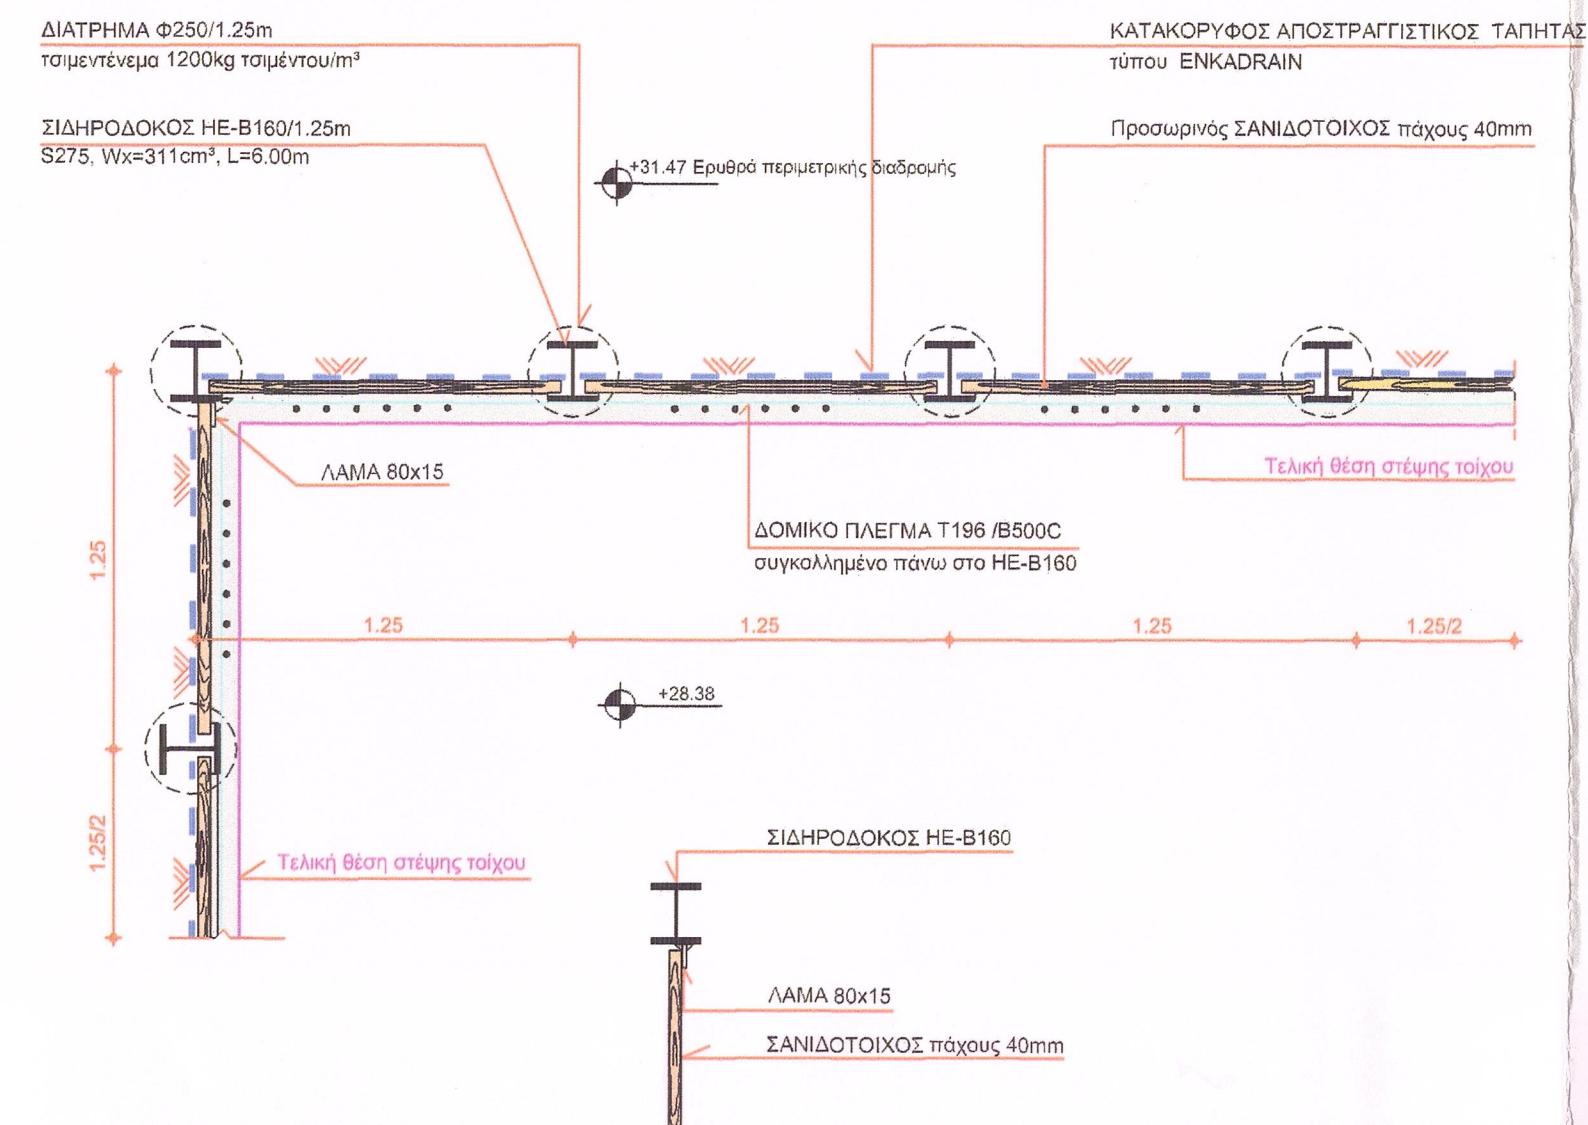 ΔΙΑΤΡΗΜΑ Φ250/1.25m
τσιμεντένεμα 1200kg τσιμέντου/m³
ΚΑΤΑΚΟΡΥΦΟΣ ΑΠΟΣΤΡΑΓΓΙΣΤΙΚΟΣ ΤΑΠΗΤΑΣ
τύπου ENKADRAIN
ΣΙΔΗΡΟΔΟΚΟΣ HE-B160/1.25m
S275, Wx=311cm³, L=6.00m
Προσωρινός ΣΑΝΙΔΟΤΟΙΧΟΣ πάχους 40mm
+31.47 Ερυθρά περιμετρικής διαδρομής
ΛΑΜΑ 80x15
Τελική θέση στέψης τοίχου
ΔΟΜΙΚΟ ΠΛΕΓΜΑ T196 /B500C
συγκολλημένο πάνω στο HE-B160
1.25
1.25
1.25
1.25
1.25/2
+28.38
1.25/2
Τελική θέση στέψης τοίχου
ΣΙΔΗΡΟΔΟΚΟΣ HE-B160
ΛΑΜΑ 80x15
ΣΑΝΙΔΟΤΟΙΧΟΣ πάχους 40mm